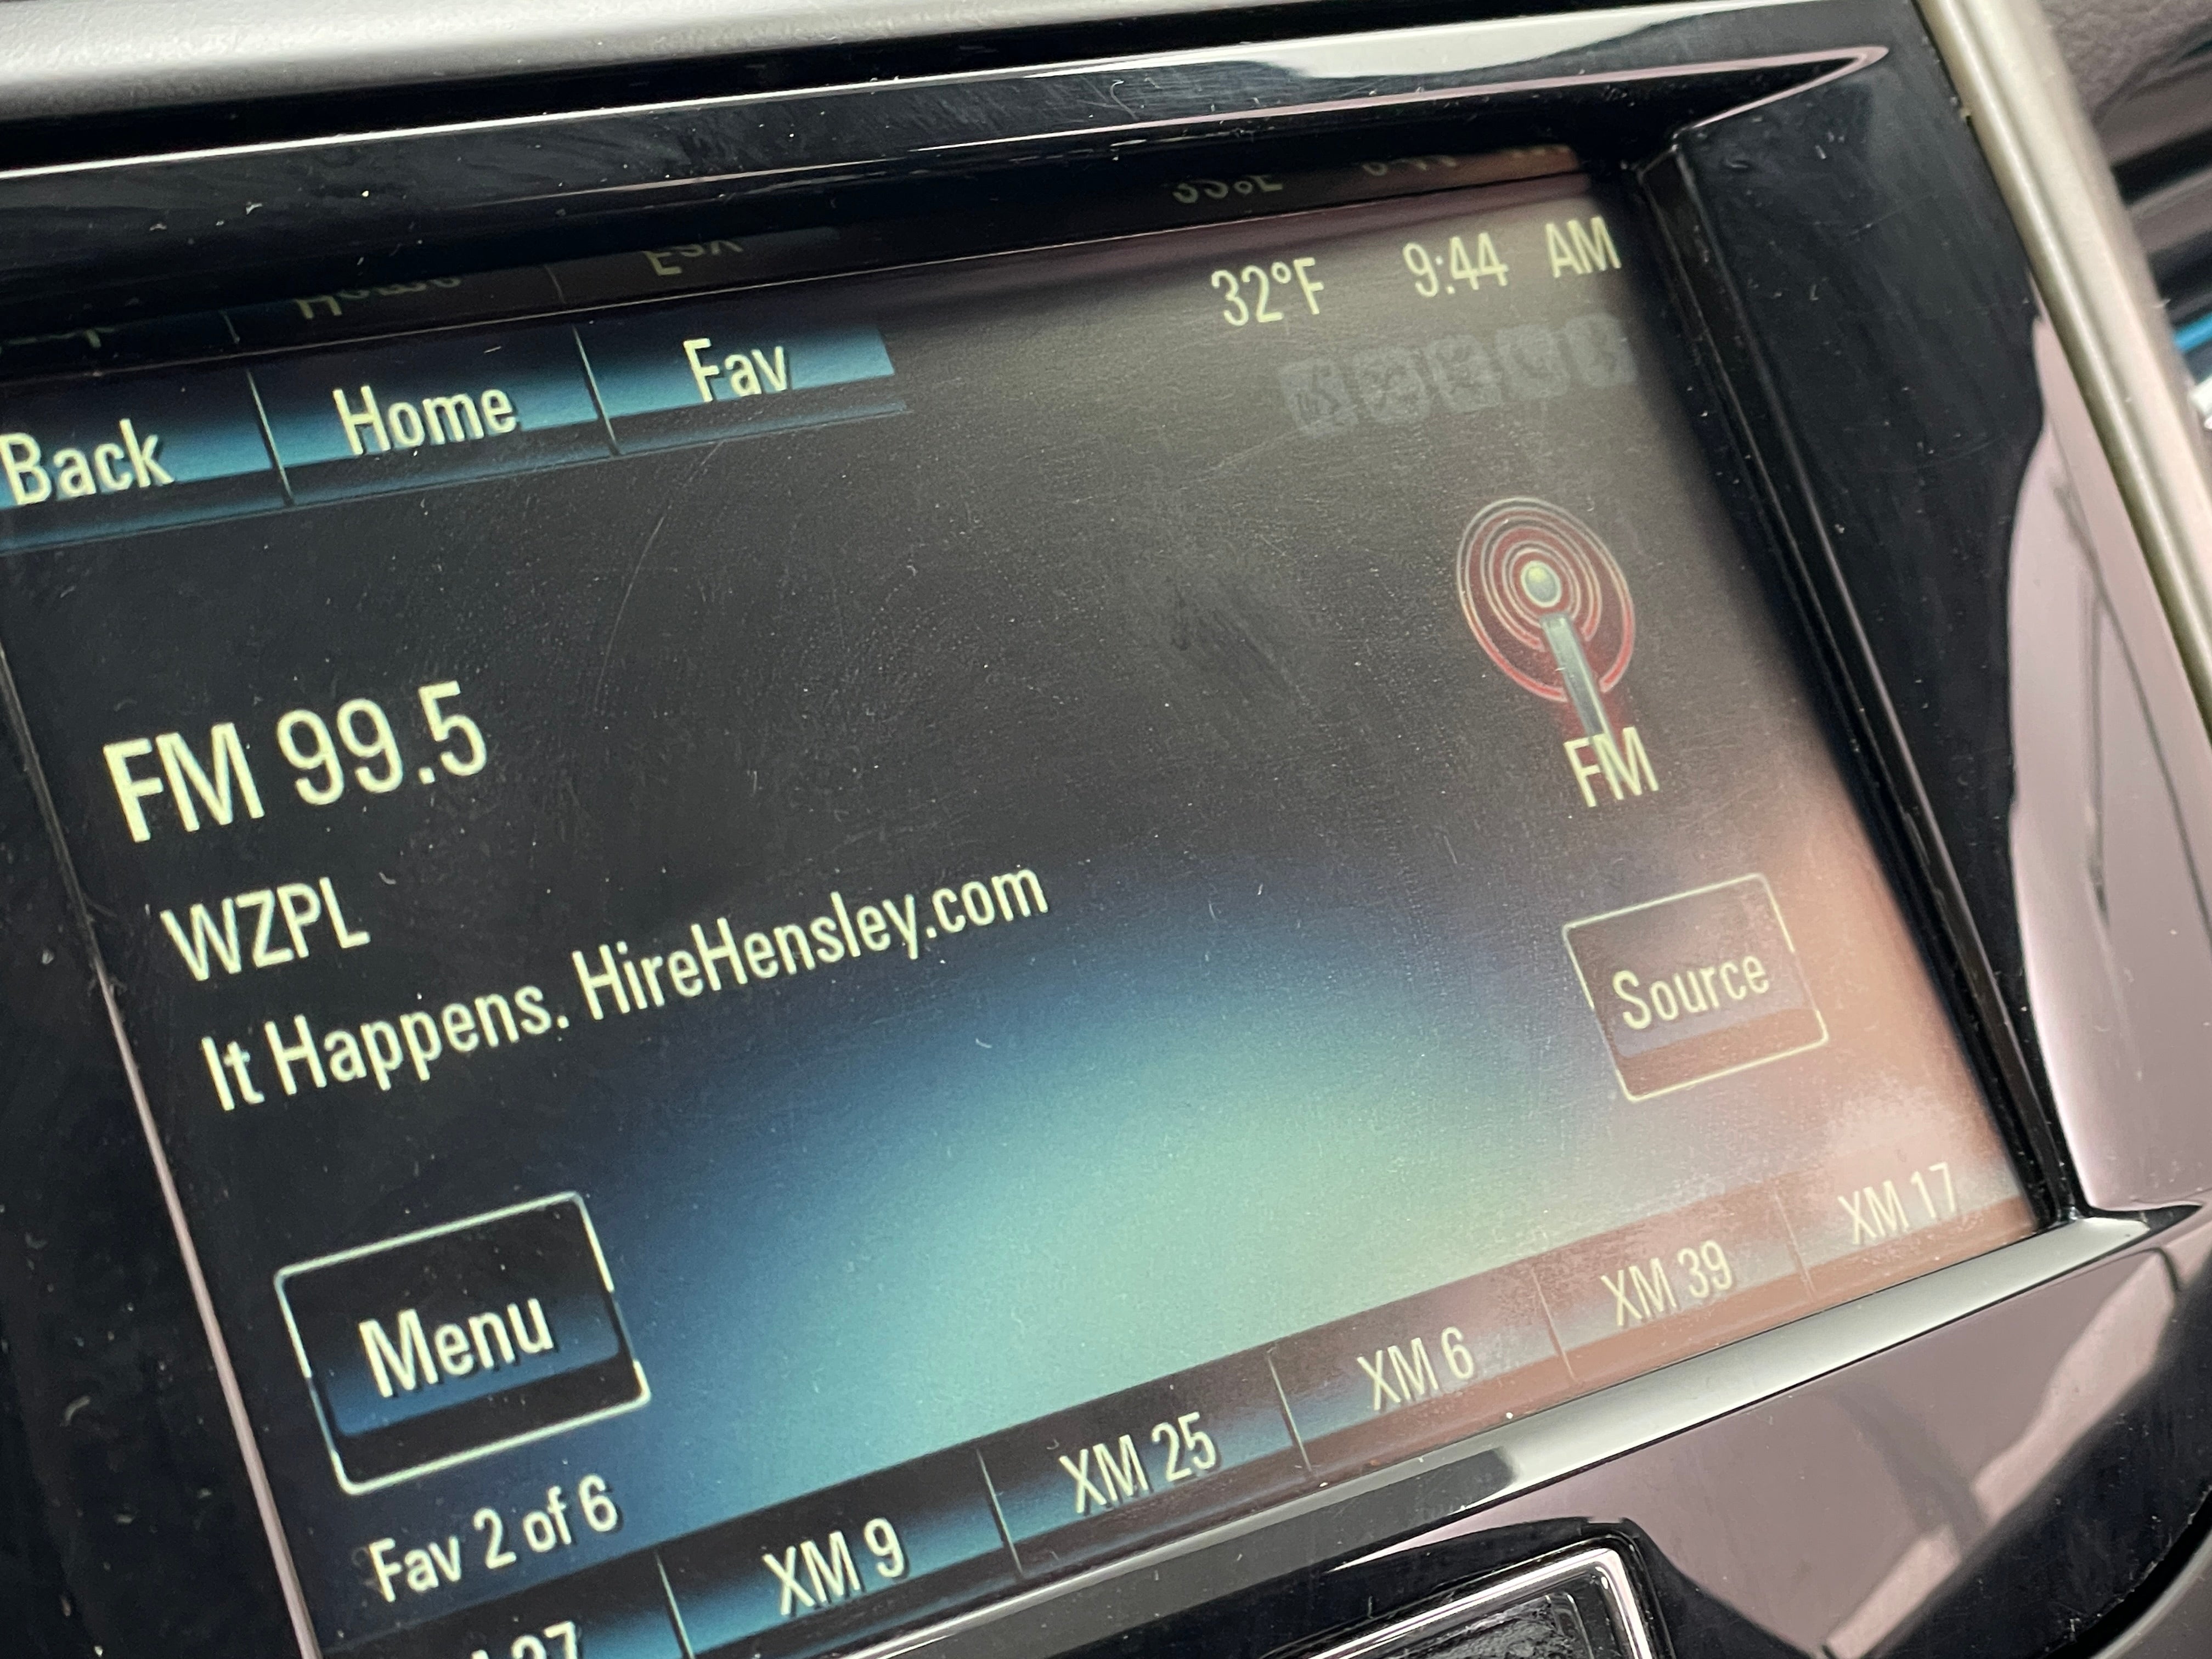 32°F 9:44 AM
Back Home Fav
FM 99.5
WZPL
It Happens. HireHensley.com
FM
Source
Menu
Fav 2 of 6
27 XM 9 XM 25 XM 6 XM 39 XM 17